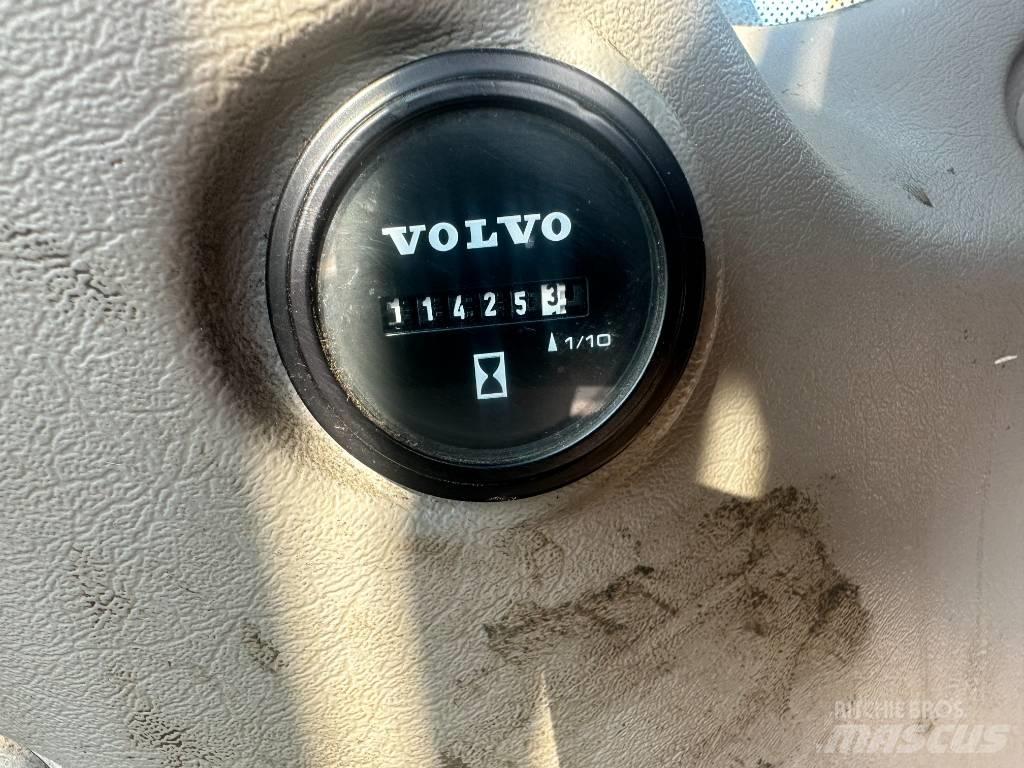 VOLVO
114253
1/10
RITCHIE BROS.
MASCUS